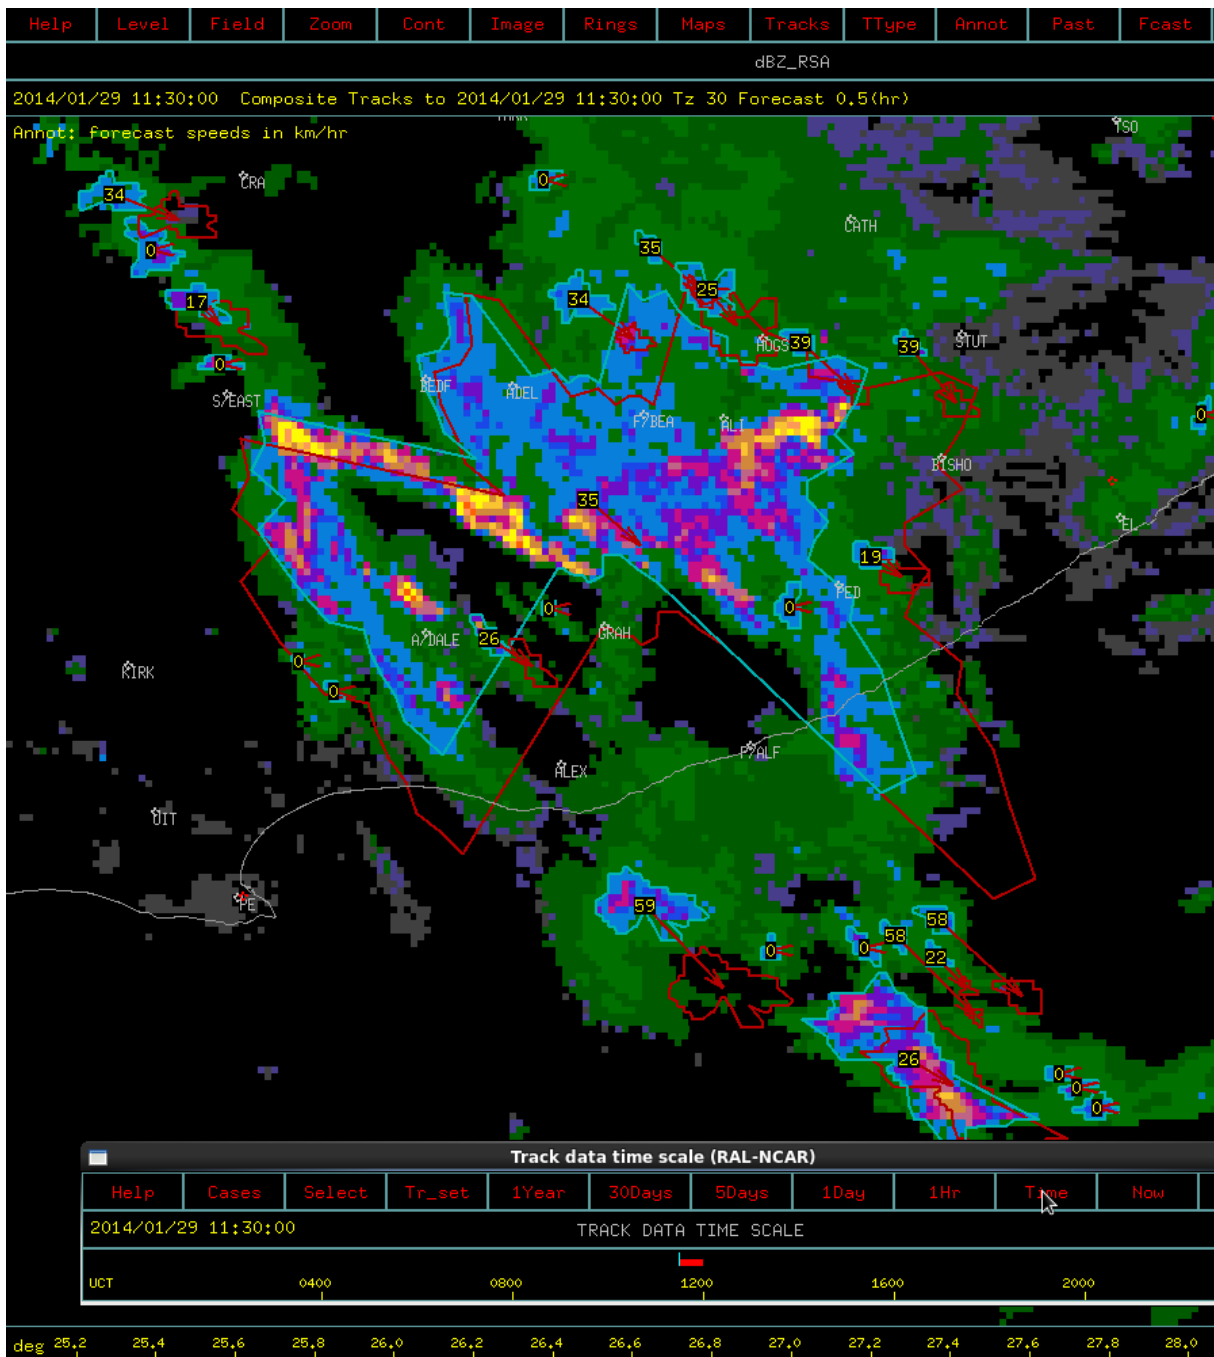 Help Level Field Zoom Cont Image Rings Maps Tracks TType Annot Past Fcast
dBZ_RSA
2014/01/29 11:30:00 Composite Tracks to 2014/01/29 11:30:00 Tz 30 Forecast 0.5(hr)
Annot: forecast speeds in km/hr
TSO
CRA
0
34
CATH
35
0
25
17
34
HOGS
39
39
STUT
0
BEDF
ADEL
S/EAST
0
F/BEA
ALI
BISHO
35
EL
19
PED
0
0
GRAH
26
A/DALE
0
KIRK
0
P/ALF
ALEX
UIT
PE
59
58
58
0
0
22
26
0
0
0
Track data time scale (RAL-NCAR)
Help Cases Select Tr_set 1Year 30Days 5Days 1Day 1Hr Time Now
2014/01/29 11:30:00 TRACK DATA TIME SCALE
UCT 0400 0800 1200 1600 2000
deg 25.2 25.4 25.6 25.8 26.0 26.2 26.4 26.6 26.8 27.0 27.2 27.4 27.6 27.8 28.0